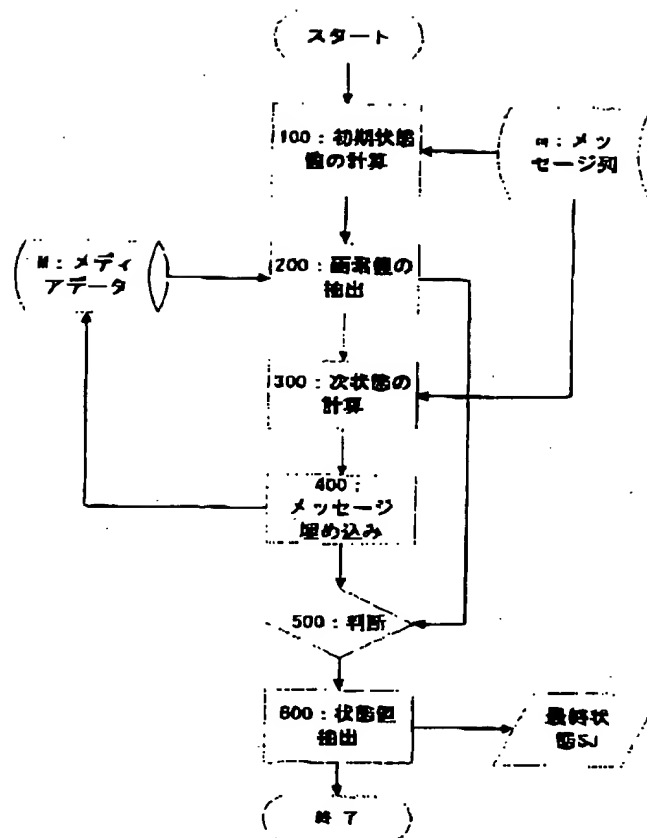 スタート
100：初期状態
値の計算
m：メッ
セージ列
M：メディ
アデータ
200：画素値の
抽出
300：次状態の
計算
400：
メッセージ
埋め込み
500：判断
600：状態値
抽出
最終状
態SJ
終了